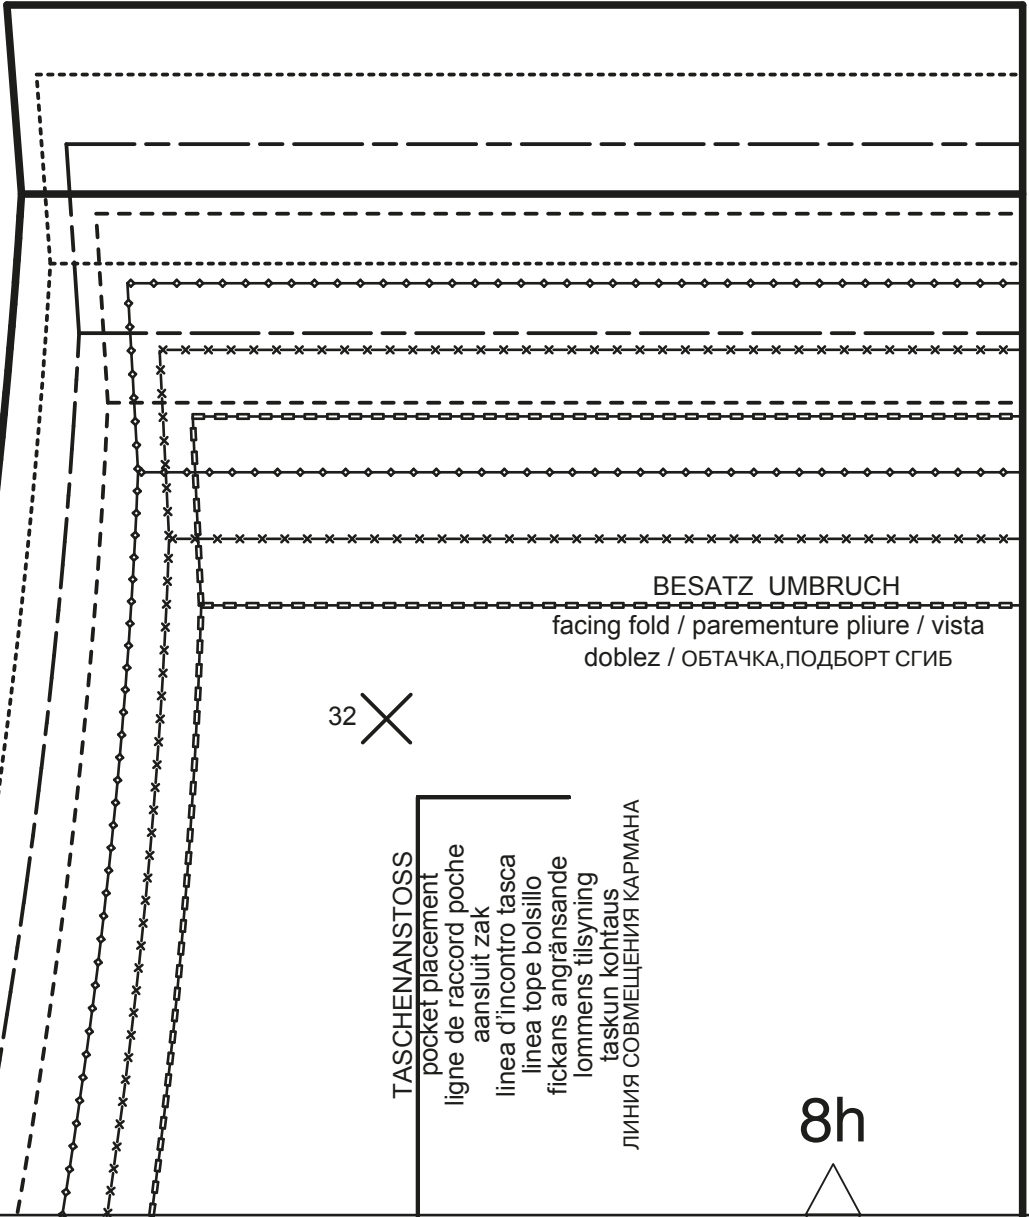 BESATZ UMBRUCH
facing fold / parementure pliure / vista
doblez / ОБТАЧКА,ПОДБОРТ СГИБ
32
TASCHENANSTOSS
pocket placement
ligne de raccord poche
aansluit zak
linea d'incontro tasca
linea tope bolsillo
fickans angränsande
lommens tilsyning
taskun kohtaus
ЛИНИЯ СОВМЕЩЕНИЯ КАРМАНА
8h